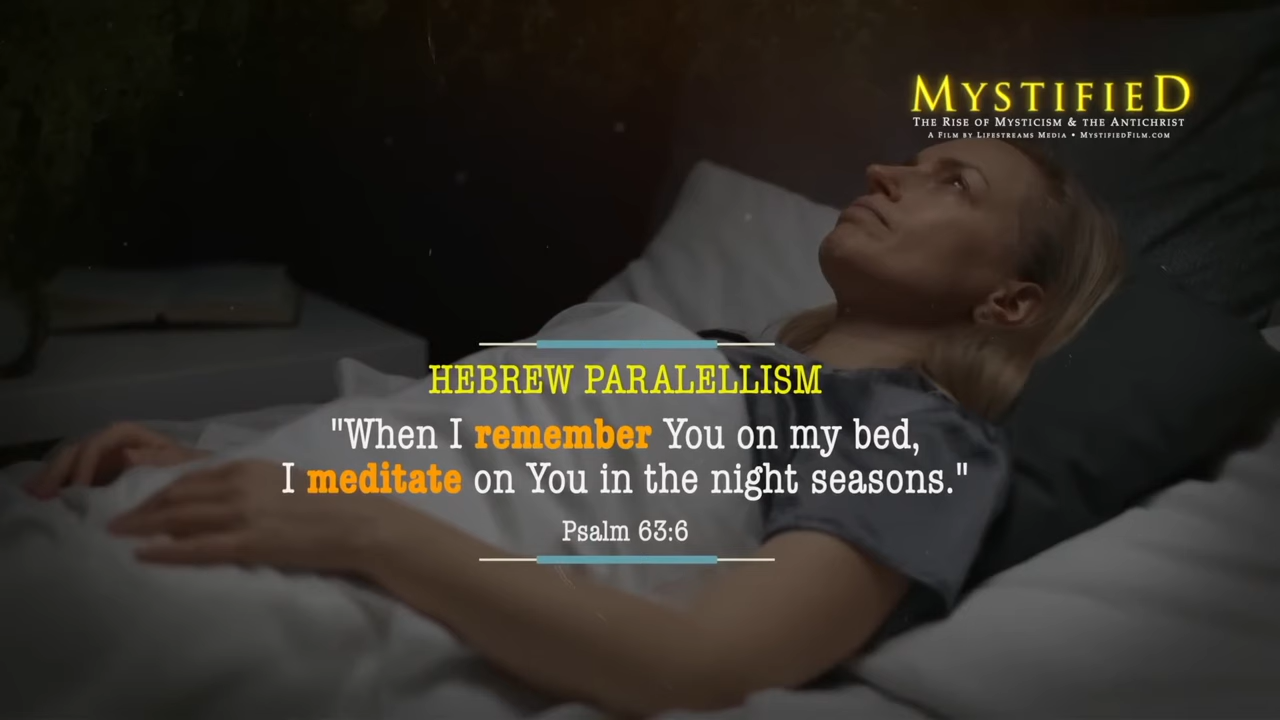 MYSTIFIED
THE RISE OF MYSTICISM & THE ANTICHRIST
A FILM BY LIFESTREAMS MEDIA • MYSTIFIEDFILM.COM
HEBREW PARALELLISM
"When I remember You on my bed,
I meditate on You in the night seasons."
Psalm 63:6